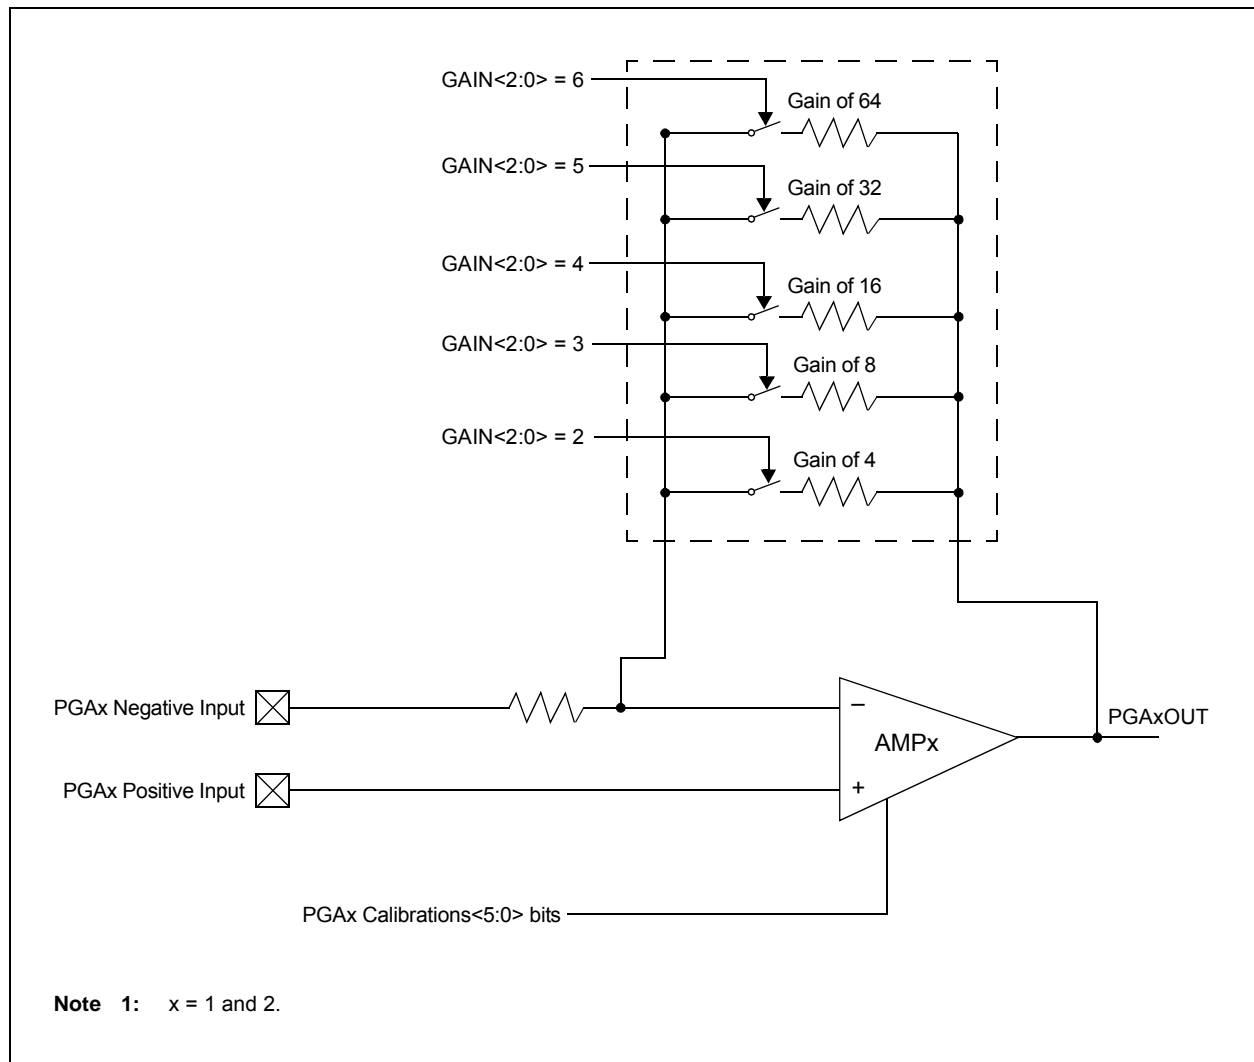 GAIN<2:0> = 6
Gain of 64
GAIN<2:0> = 5
Gain of 32
GAIN<2:0> = 4
Gain of 16
GAIN<2:0> = 3
Gain of 8
GAIN<2:0> = 2
Gain of 4
PGAx Negative Input
–
PGAxOUT
AMPx
PGAx Positive Input
+
PGAx Calibrations<5:0> bits
Note 1: x = 1 and 2.